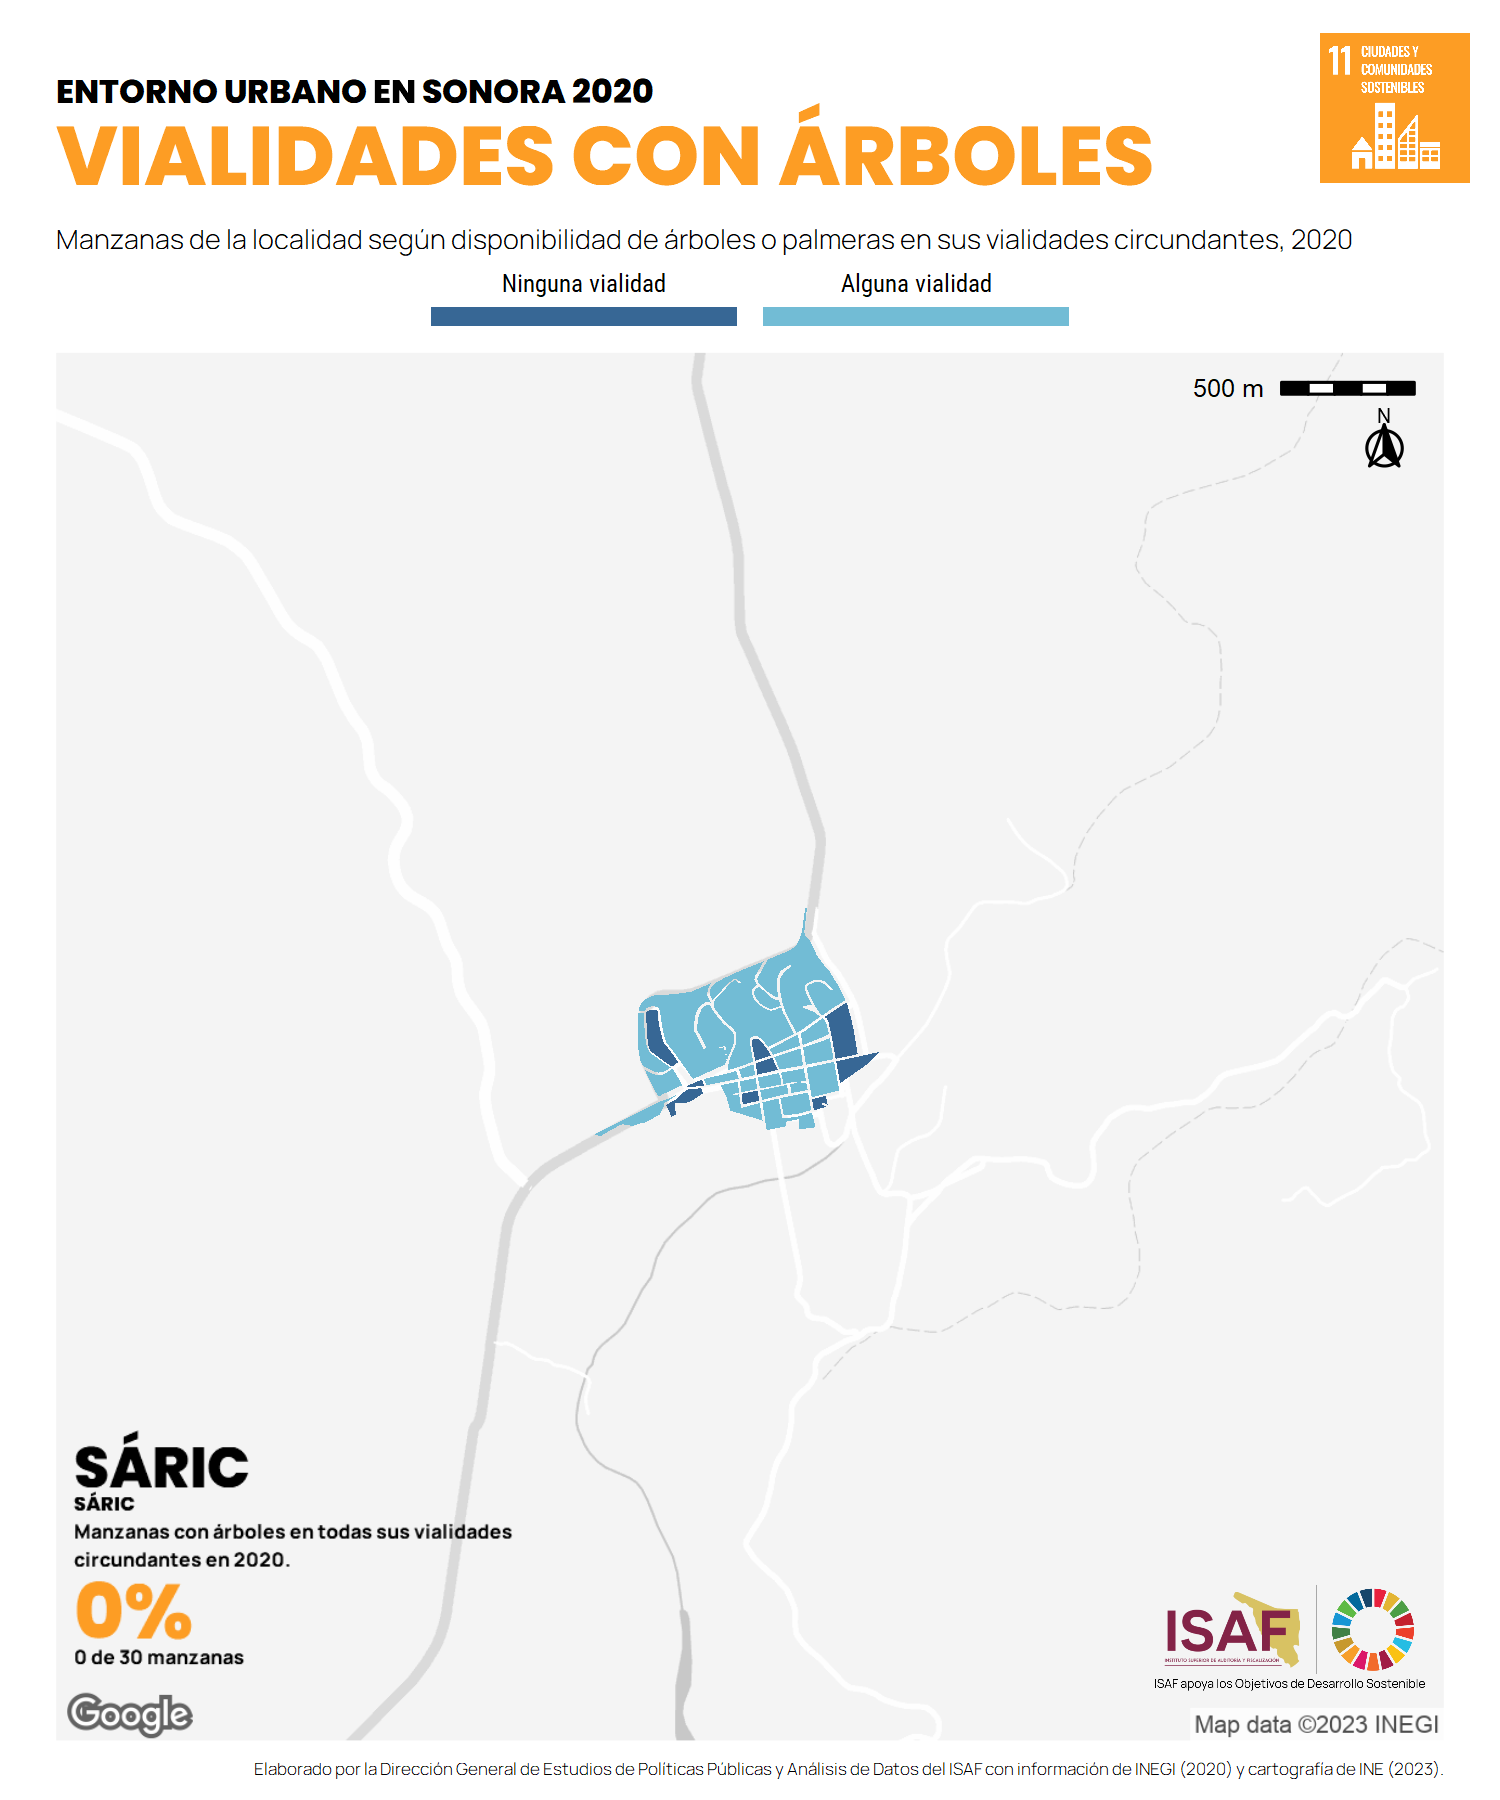 ENTORNO URBANO EN SONORA 2020
VIALIDADES CON ÁRBOLES
11 CIUDADES Y
COMUNIDADES
SOSTENIBLES
Manzanas de la localidad según disponibilidad de árboles o palmeras en sus vialidades circundantes, 2020
Ninguna vialidad
Alguna vialidad
500 m
N
SÁRIC
SÁRIC
Manzanas con árboles en todas sus vialidades
circundantes en 2020.
0%
0 de 30 manzanas
Google
ISAF
INSTITUTO SUPERIOR DE AUDITORÍA Y FISCALIZACIÓN
ISAF apoya los Objetivos de Desarrollo Sostenible
Map data ©2023 INEGI
Elaborado por la Dirección General de Estudios de Políticas Públicas y Análisis de Datos del ISAF con información de INEGI (2020) y cartografía de INE (2023).